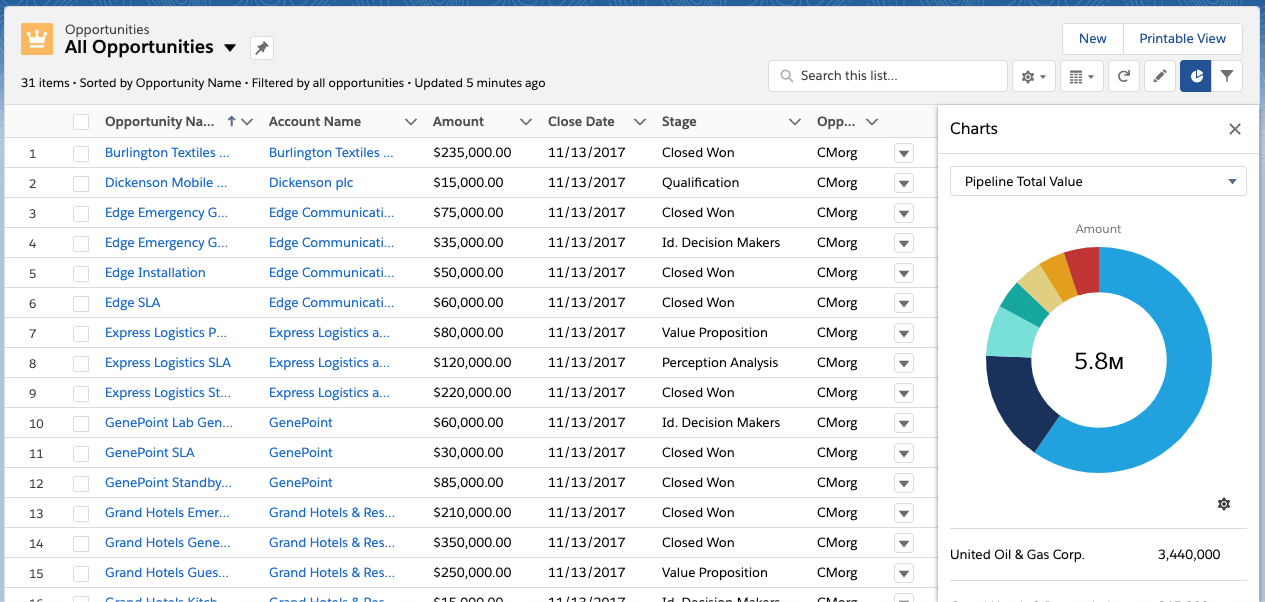 Opportunities
All Opportunities
New Printable View
31 items • Sorted by Opportunity Name • Filtered by all opportunities • Updated 5 minutes ago
Search this list...
Opportunity Na... Account Name Amount Close Date Stage Opp...
1 Burlington Textiles ... Burlington Textiles ... $235,000.00 11/13/2017 Closed Won CMorg
2 Dickenson Mobile ... Dickenson plc $15,000.00 11/13/2017 Qualification CMorg
3 Edge Emergency G... Edge Communicati... $75,000.00 11/13/2017 Closed Won CMorg
4 Edge Emergency G... Edge Communicati... $35,000.00 11/13/2017 Id. Decision Makers CMorg
5 Edge Installation Edge Communicati... $50,000.00 11/13/2017 Closed Won CMorg
6 Edge SLA Edge Communicati... $60,000.00 11/13/2017 Closed Won CMorg
7 Express Logistics P... Express Logistics a... $80,000.00 11/13/2017 Value Proposition CMorg
8 Express Logistics SLA Express Logistics a... $120,000.00 11/13/2017 Perception Analysis CMorg
9 Express Logistics St... Express Logistics a... $220,000.00 11/13/2017 Closed Won CMorg
10 GenePoint Lab Gen... GenePoint $60,000.00 11/13/2017 Id. Decision Makers CMorg
11 GenePoint SLA GenePoint $30,000.00 11/13/2017 Closed Won CMorg
12 GenePoint Standby... GenePoint $85,000.00 11/13/2017 Closed Won CMorg
13 Grand Hotels Emer... Grand Hotels & Res... $210,000.00 11/13/2017 Closed Won CMorg
14 Grand Hotels Gene... Grand Hotels & Res... $350,000.00 11/13/2017 Closed Won CMorg
15 Grand Hotels Gues... Grand Hotels & Res... $250,000.00 11/13/2017 Value Proposition CMorg
Charts
Pipeline Total Value
Amount
5.8M
United Oil & Gas Corp. 3,440,000